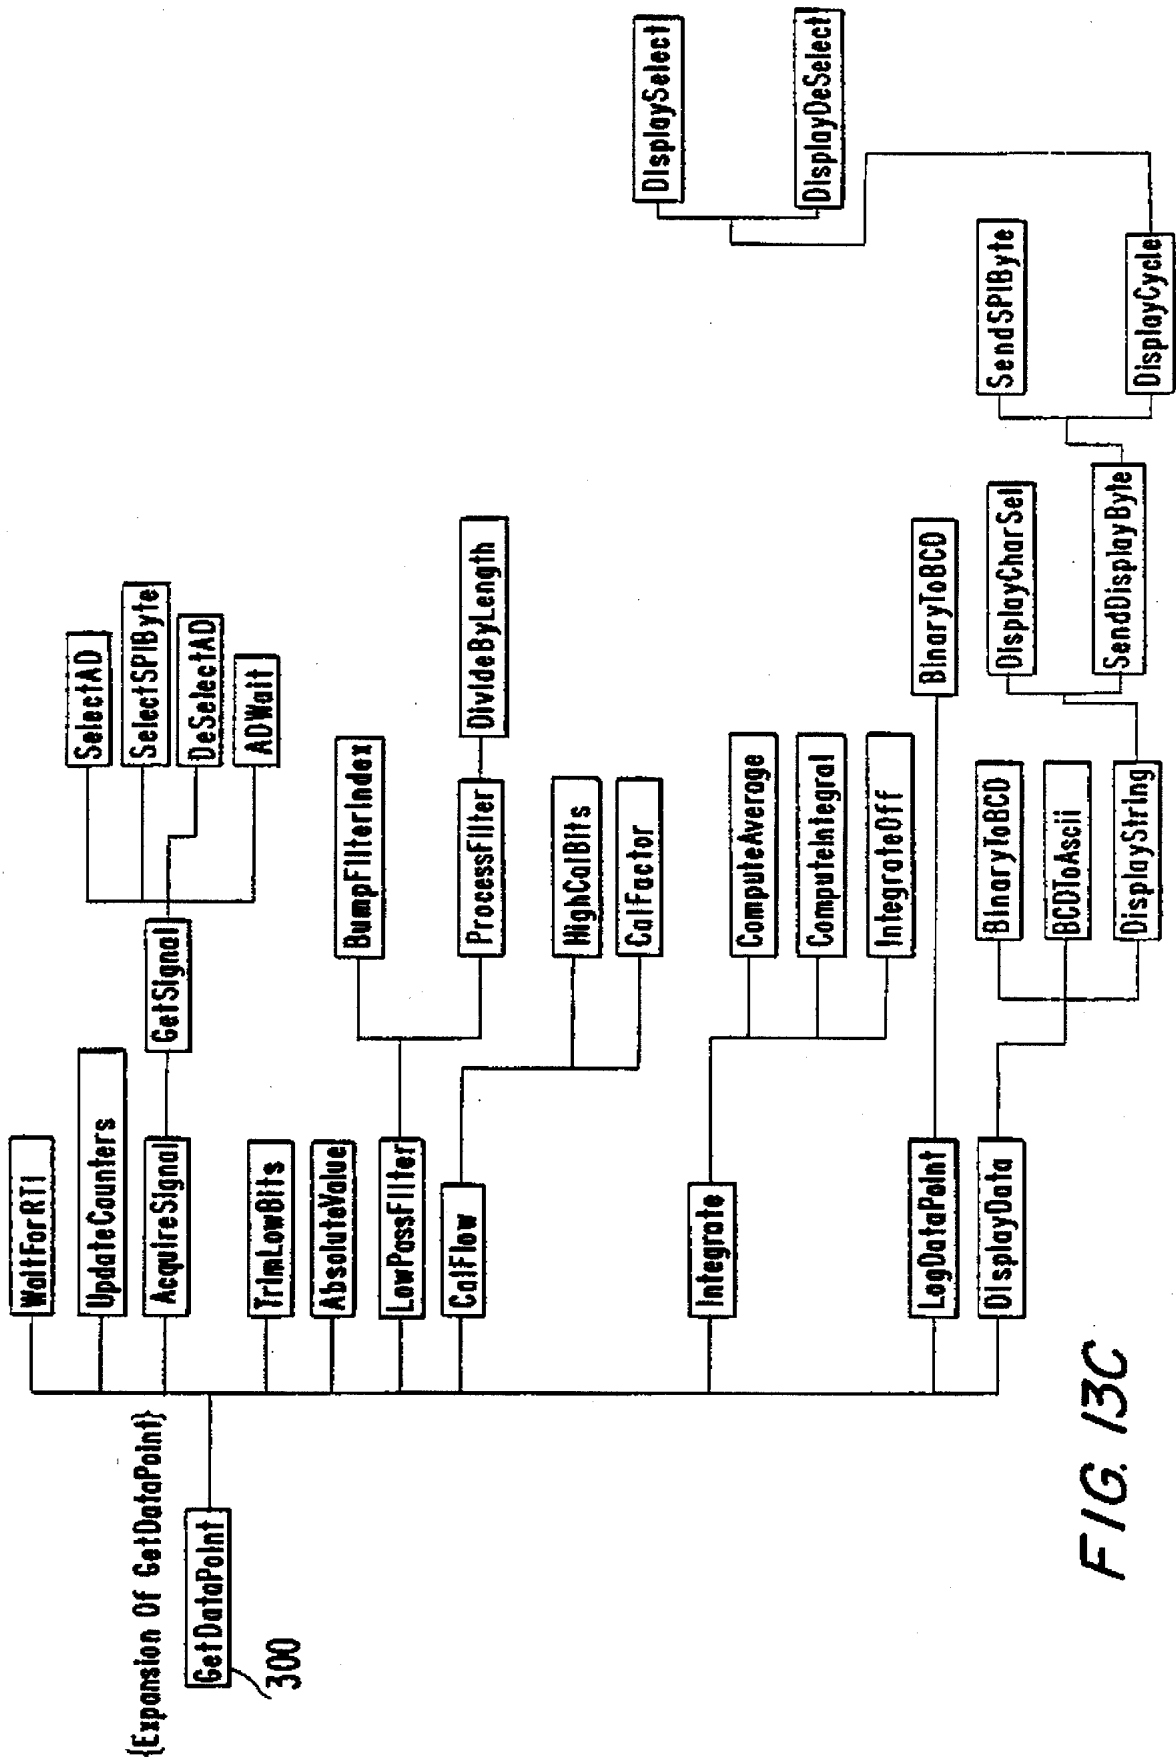 {Expansion Of GetDataPoint}
GetDataPoint
300
WaitForRTI
UpdateCounters
AcquireSignal
GetSignal
SelectAD
SelectSPIByte
DeSelectAD
ADWait
TrimLowBits
AbsoluteValue
LowPassFilter
BumpFilterIndex
ProcessFilter
DivideByLength
CalFlow
HighCalBits
CalFactor
Integrate
ComputeAverage
ComputeIntegral
IntegrateOff
LogDataPoint
BinaryToBCD
DisplayData
BinaryToBCD
BCDToAscii
DisplayString
DisplayCharSel
SendDisplayByte
SendSPIByte
DisplayCycle
DisplaySelect
DisplayDeSelect
FIG. 13C